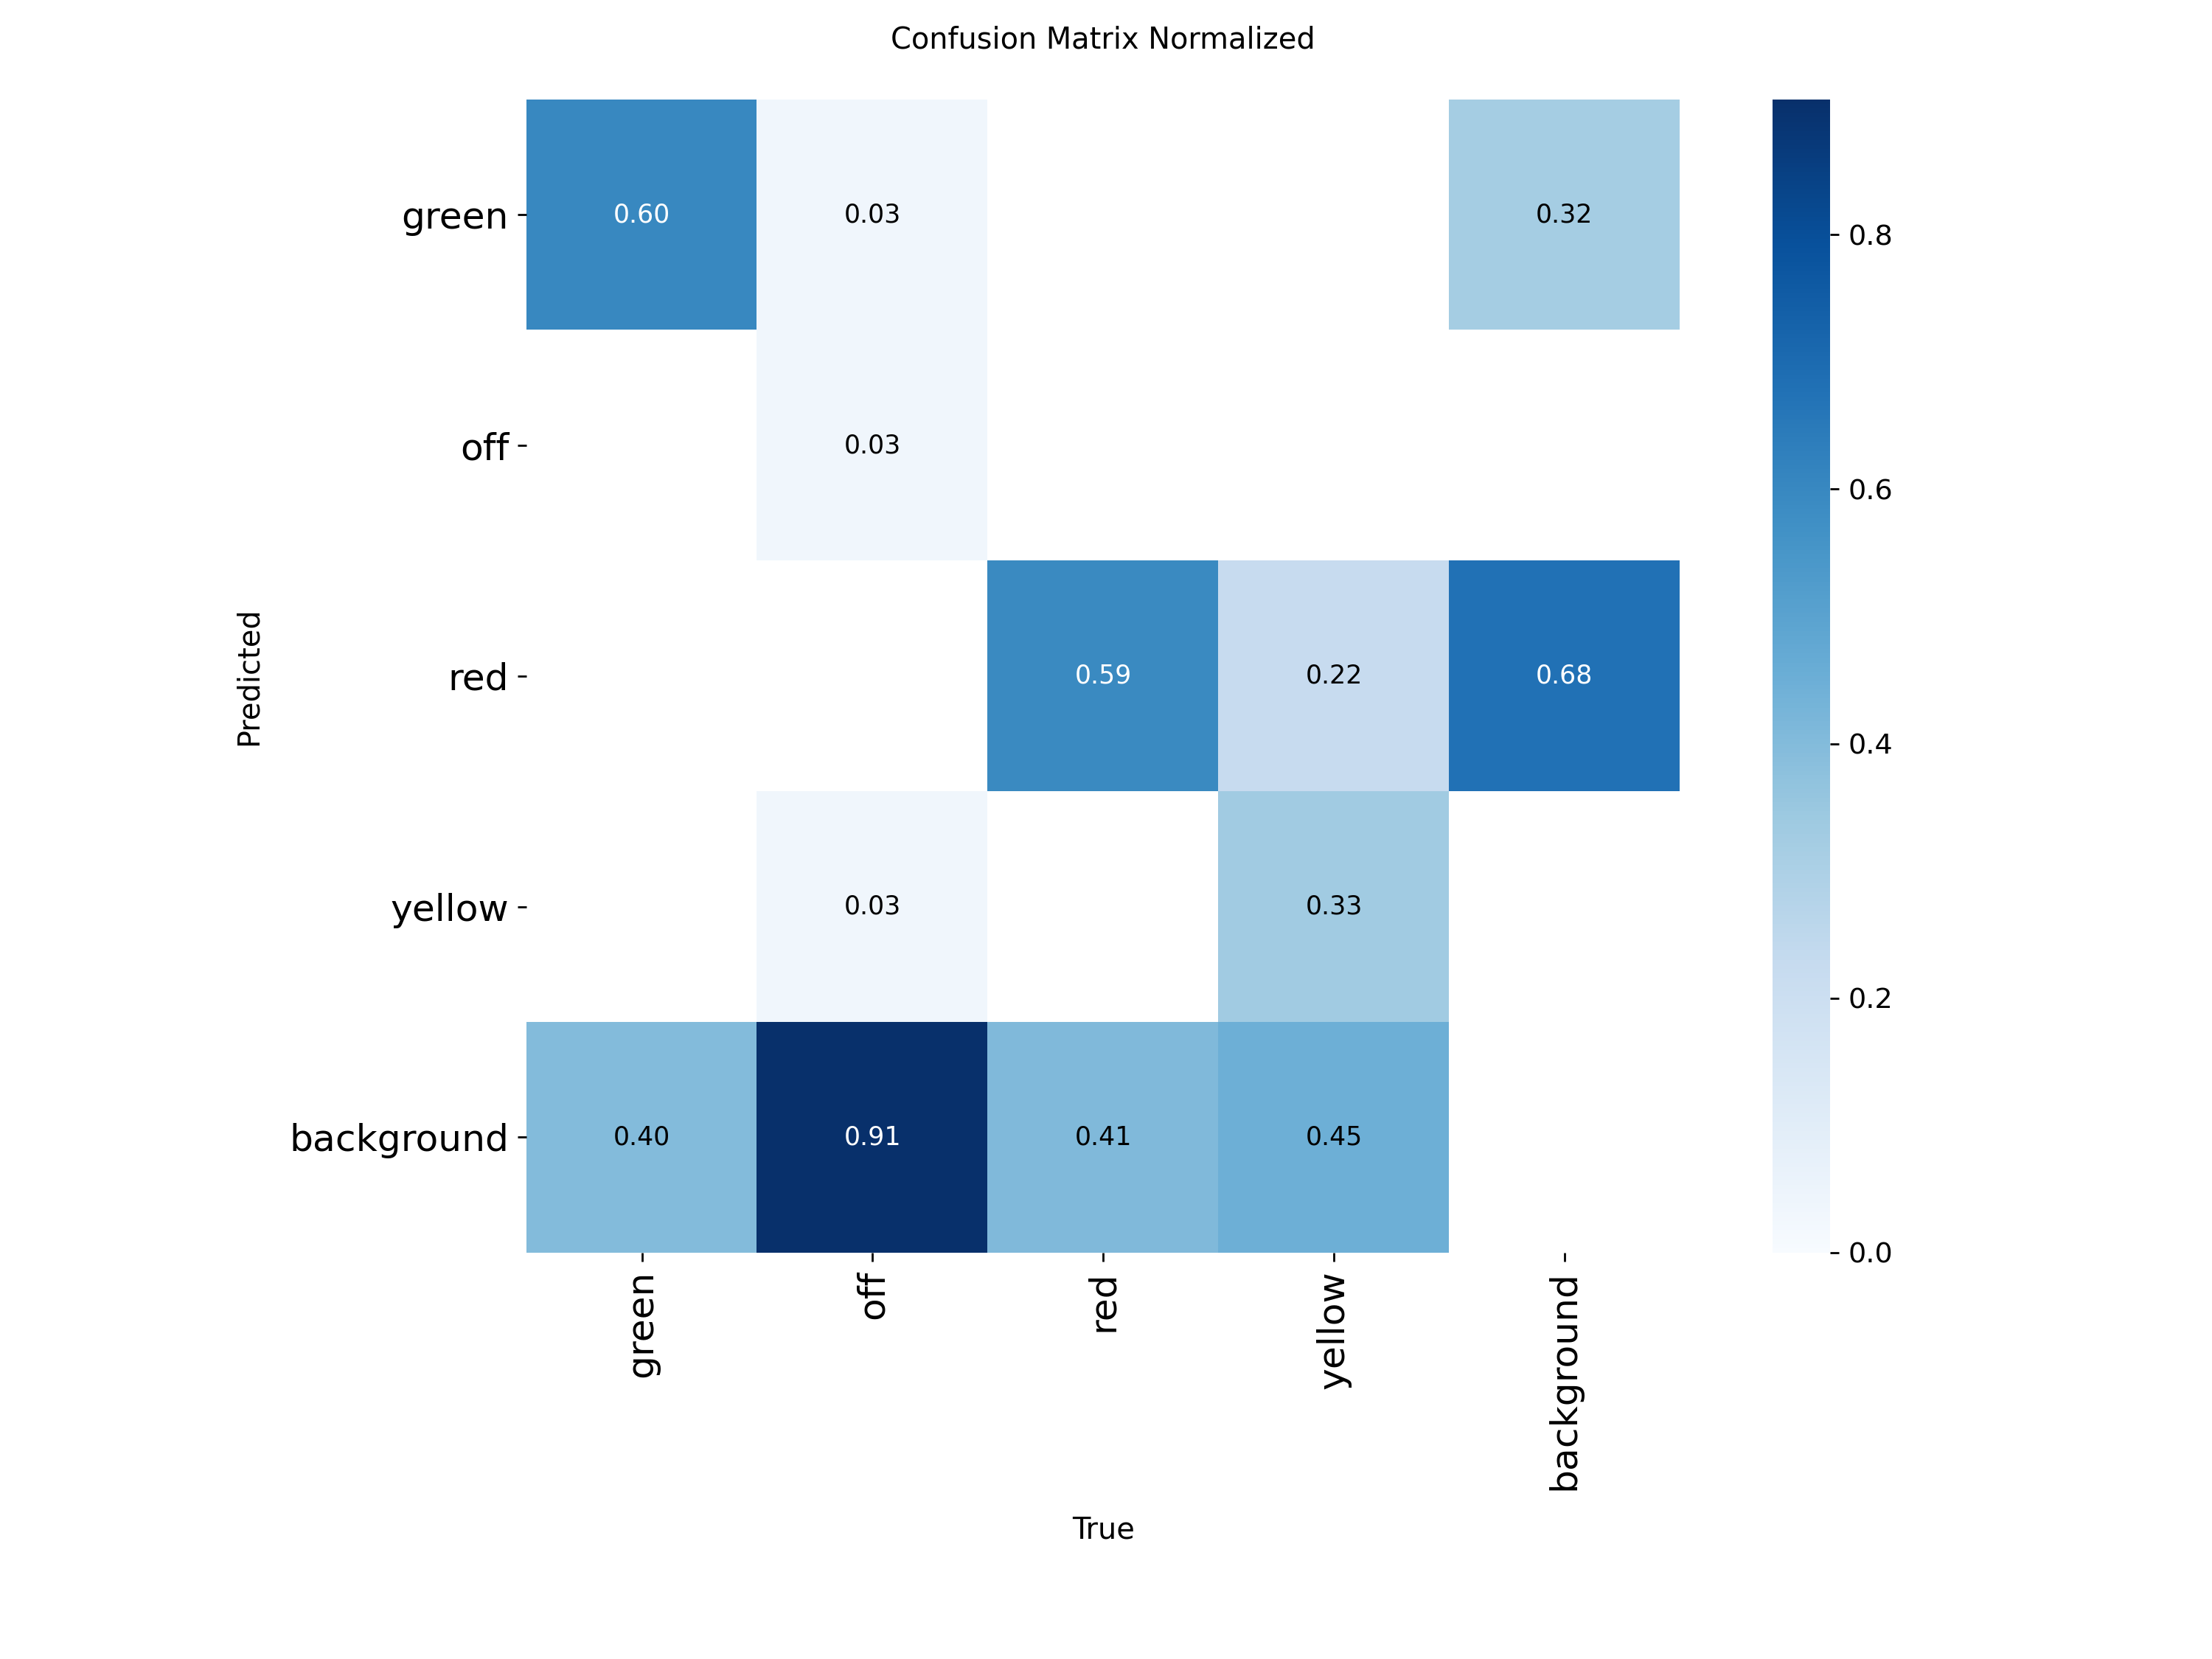 Confusion Matrix Normalized
green
0.60
0.03
0.32
0.8
off
0.03
0.6
Predicted
red
0.59
0.22
0.68
0.4
yellow
0.03
0.33
0.2
background
0.40
0.91
0.41
0.45
0.0
green
off
red
yellow
background
True